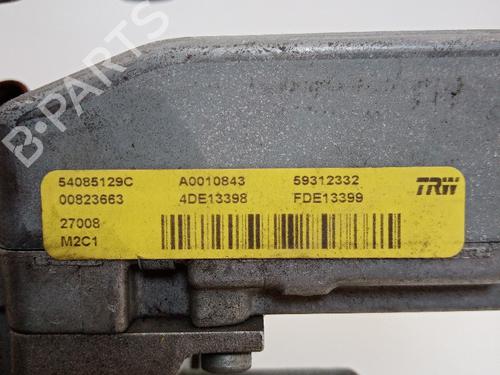 B-PARTS
54085129C A0010843 59312332 TRW
00823663 4DE13398 FDE13399
27008
M2C1